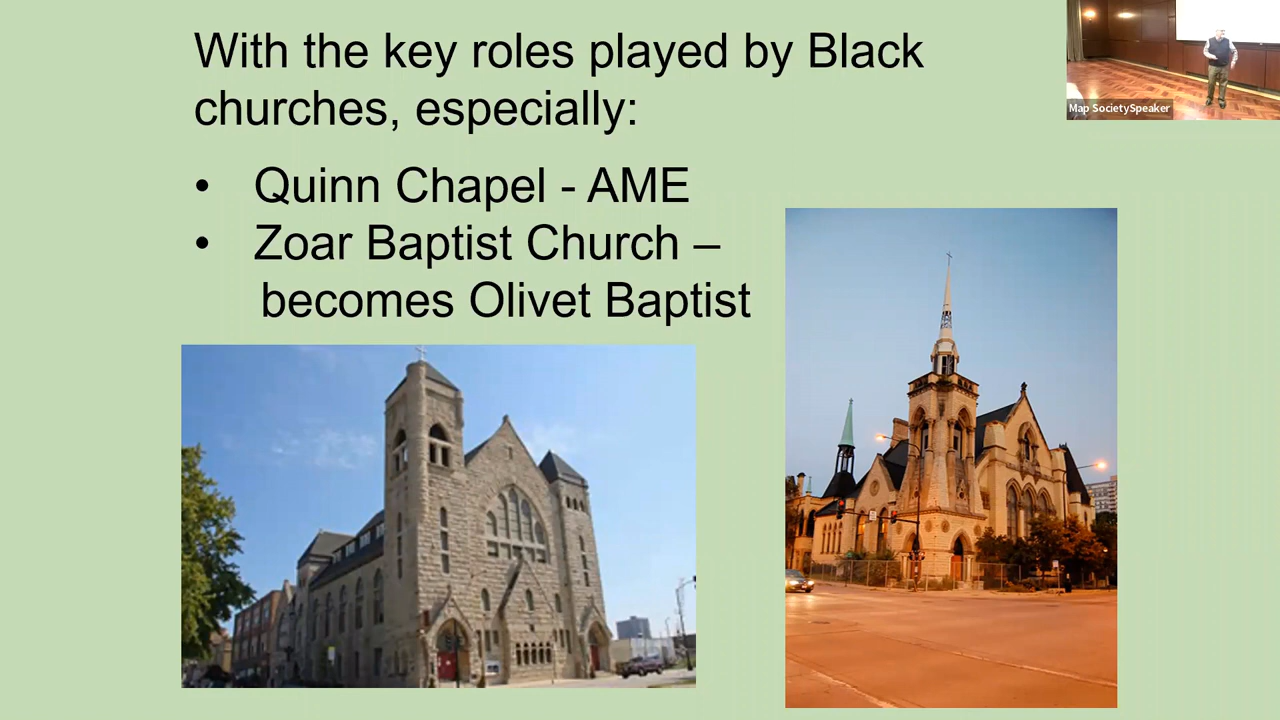 With the key roles played by Black
churches, especially:
• Quinn Chapel - AME
• Zoar Baptist Church –
becomes Olivet Baptist
Map SocietySpeaker